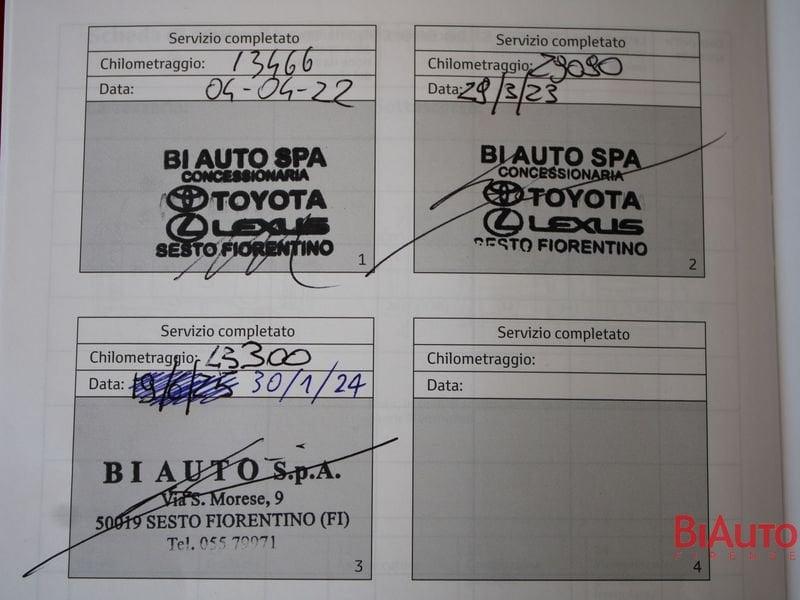 Servizio completato
Chilometraggio: 13466
Data: 04-04-22
BI AUTO SPA
CONCESSIONARIA
TOYOTA
LEXUS
SESTO FIORENTINO
1
Servizio completato
Chilometraggio: 29090
Data: 29/3/23
BI AUTO SPA
CONCESSIONARIA
TOYOTA
LEXUS
SESTO FIORENTINO
2
Servizio completato
Chilometraggio: 43300
Data: 30/1/24
BI AUTO S.p.A.
Via S. Morese, 9
50019 SESTO FIORENTINO (FI)
Tel. 055 79971
3
Servizio completato
Chilometraggio:
Data:
4
BiAuto
FIRENZE